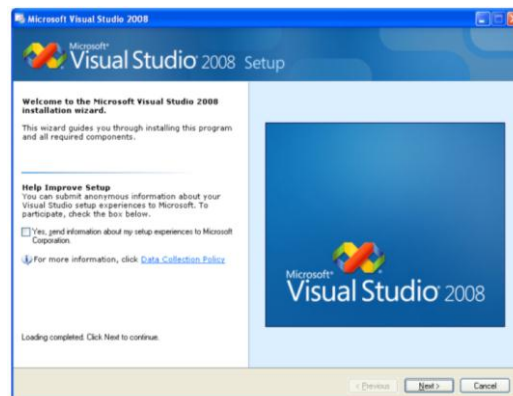 Microsoft Visual Studio 2008
Microsoft®
Visual Studio® 2008 Setup
Welcome to the Microsoft Visual Studio 2008
installation wizard.
This wizard guides you through installing this program
and all required components.
Help Improve Setup
You can submit anonymous information about your
Visual Studio setup experiences to Microsoft. To
participate, check the box below.
Yes, send information about my setup experiences to Microsoft
Corporation.
For more information, click Data Collection Policy
Loading completed. Click Next to continue.
Microsoft®
Visual Studio® 2008
< Previous
Next >
Cancel